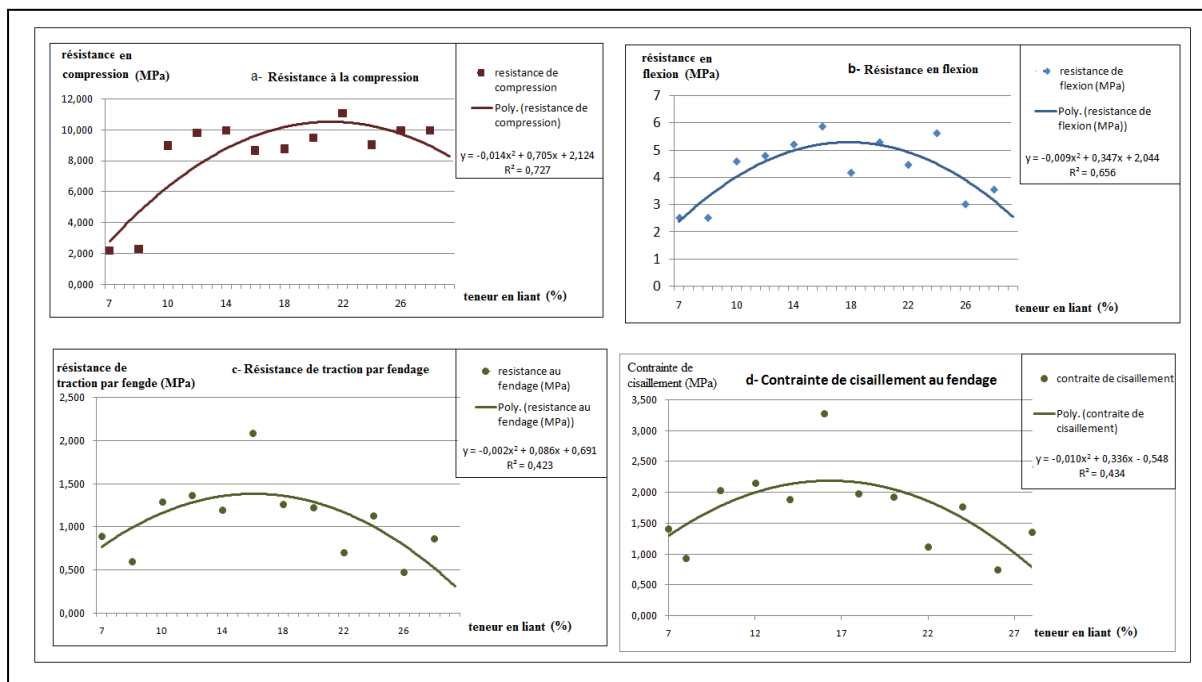 résistance en
compression (MPa)
a- Résistance à la compression
12,000
10,000
8,000
6,000
4,000
2,000
0,000
7 10 14 18 22 26
teneur en liant (%)
resistance de
compression
Poly. (resistance de
compression)
y = -0,014x² + 0,705x + 2,124
R² = 0,727
résistance en
flexion (MPa)
b- Résistance en flexion
7
6
5
4
3
2
1
0
7 10 14 18 22 26
teneur en liant (%)
resistance de
flexion (MPa)
Poly. (resistance de
flexion (MPa))
y = -0,009x² + 0,347x + 2,044
R² = 0,656
résistance de
traction par fengde (MPa)
c- Résistance de traction par fendage
2,500
2,000
1,500
1,000
0,500
0,000
7 10 14 18 22 26
teneur en liant (%)
resistance au
fendage (MPa)
Poly. (resistance au
fendage (MPa))
y = -0,002x² + 0,086x + 0,691
R² = 0,423
Contrainte de
cisaillement (MPa)
d- Contrainte de cisaillement au fendage
3,500
3,000
2,500
2,000
1,500
1,000
0,500
0,000
7 12 17 22 27
teneur en liant (%)
contraite de cisaillement
Poly. (contraite de
cisaillement)
y = -0,010x² + 0,336x - 0,548
R² = 0,434